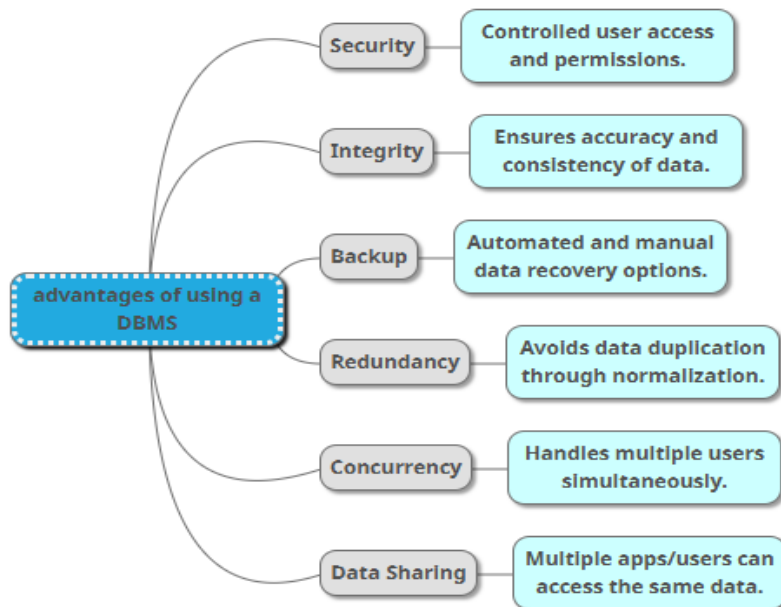 Security
Controlled user access
and permissions.
Integrity
Ensures accuracy and
consistency of data.
Backup
Automated and manual
data recovery options.
advantages of using a
DBMS
Redundancy
Avoids data duplication
through normalization.
Concurrency
Handles multiple users
simultaneously.
Data Sharing
Multiple apps/users can
access the same data.